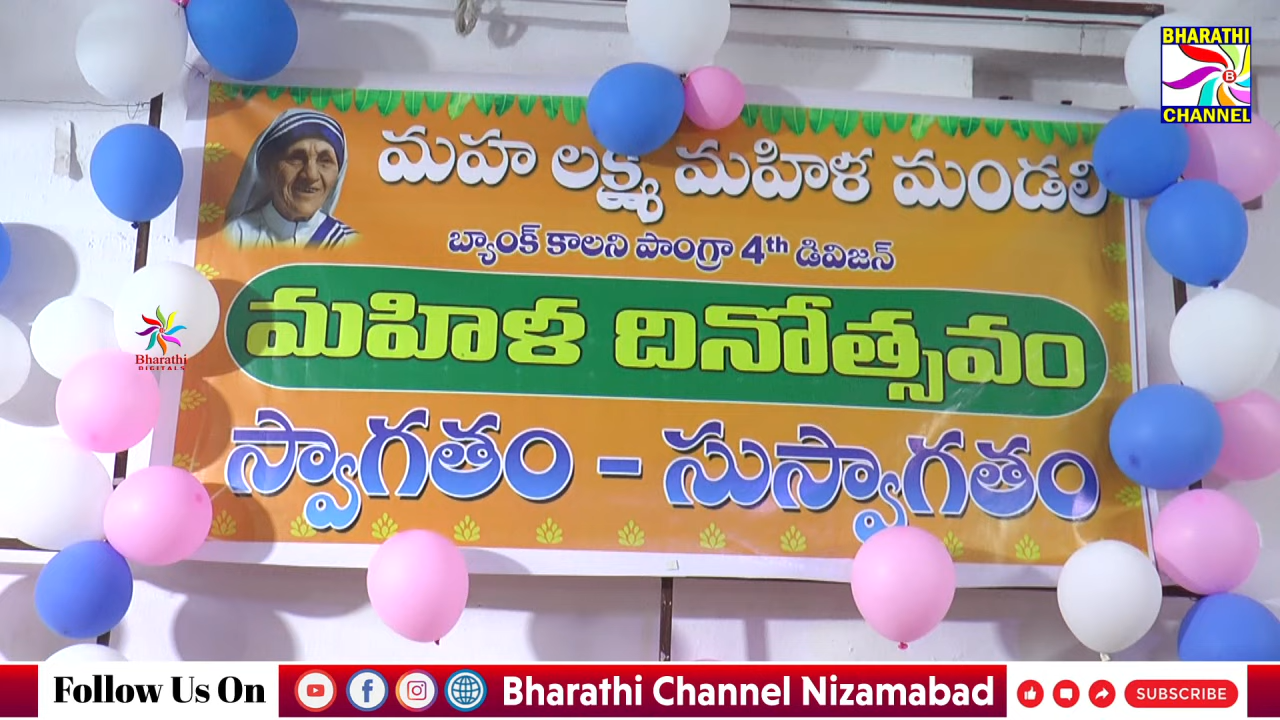 BHARATHI
B
CHANNEL
మహ లక్ష్మి మహిళ మండలి
బ్యాంక్ కాలని పాంగ్రా 4th డివిజన్
మహిళ దినోత్సవం
స్వాగతం - సుస్వాగతం
Bharathi
DIGITALS
Follow Us On
Bharathi Channel Nizamabad
SUBSCRIBE